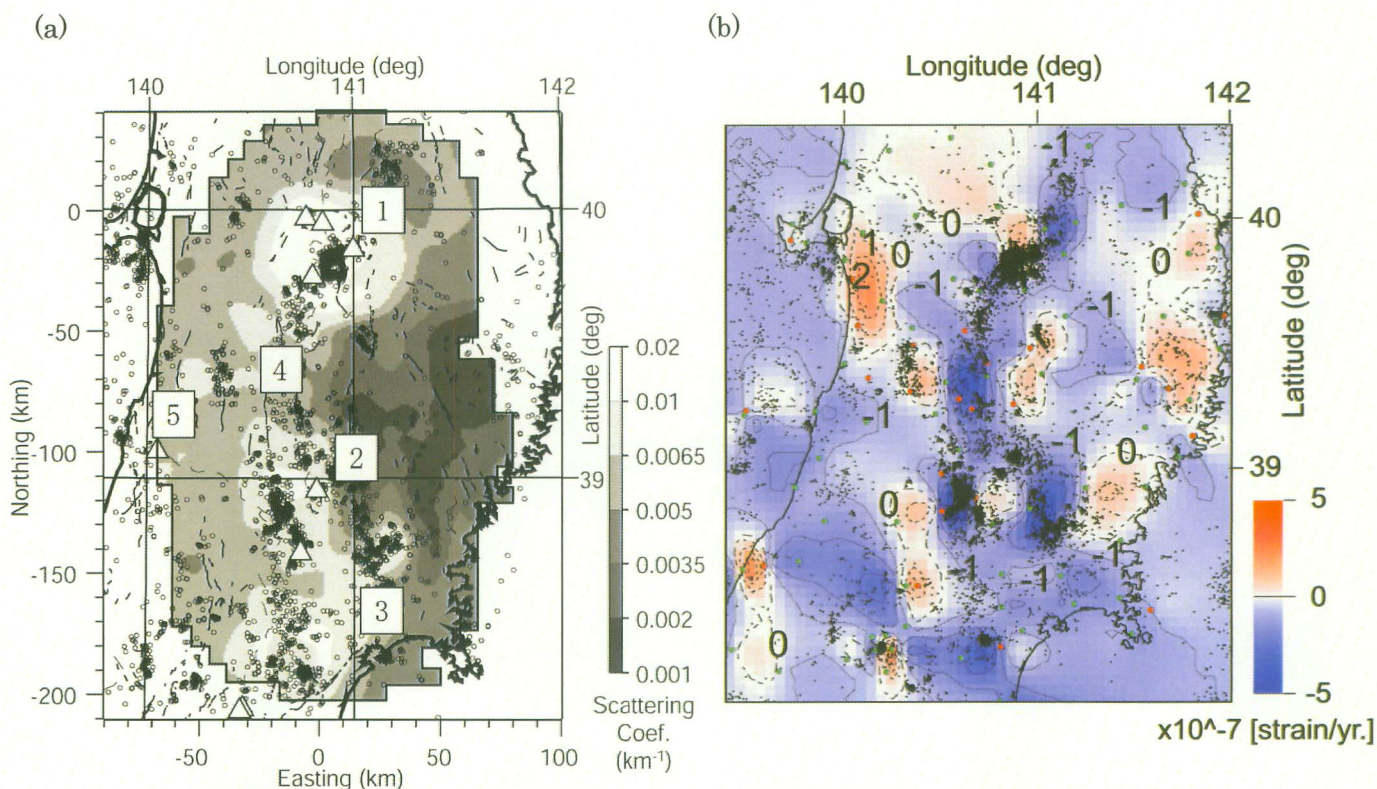 (a)
Longitude (deg)
140 141 142
Northing (km)
0
-50
-100
-150
-200
40
39
Latitude (deg)
1
4
5
2
3
0.02
0.01
0.0065
0.005
0.0035
0.002
0.001
Scattering
Coef.
(km⁻¹)
-50 0 50 100
Easting (km)
(b)
Longitude (deg)
140 141 142
-1
0 -1
1 0 0
2 -1 -1
-1 -1 0
0
-1 -1 -1
0
40
39
Latitude (deg)
5
0
-5
x10^-7 [strain/yr.]